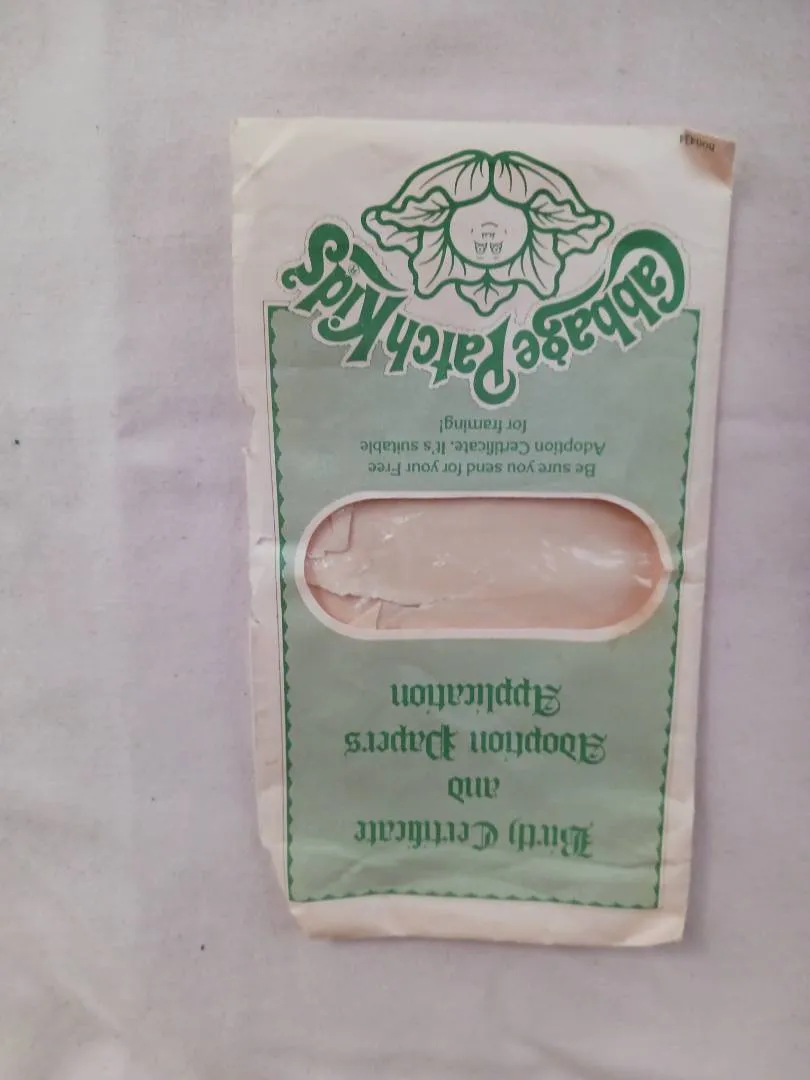 Birth Certificate
and
Adoption Papers
Application
Be sure you send for your Free
Adoption Certificate. It's suitable
for framing!
Cabbage Patch Kids®